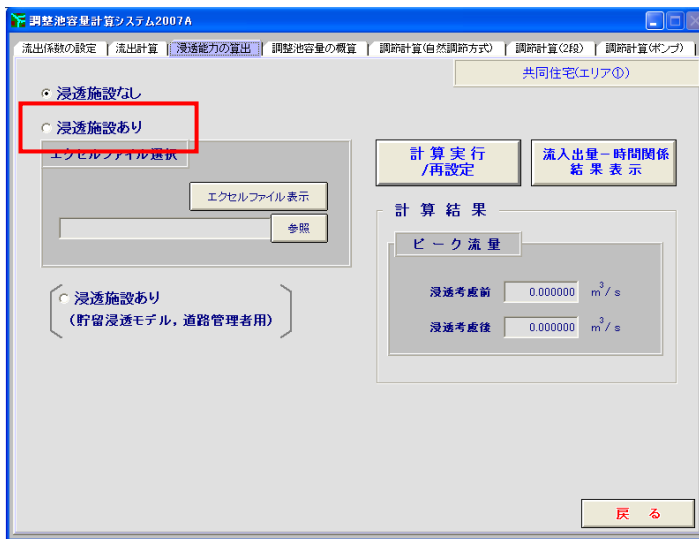 調整池容量計算システム2007A
流出係数の設定 流出計算 浸透能力の算出 調整池容量の概算 調節計算(自然調節方式) 調節計算(2段) 調節計算(ポンプ)
共同住宅(エリア①)
浸透施設なし
浸透施設あり
エクセルファイル選択
エクセルファイル表示
参照
浸透施設あり
(貯留浸透モデル,道路管理者用)
計算実行
/再設定
流入出量-時間関係
結果表示
計算結果
ピーク流量
浸透考慮前 0.000000 m³/s
浸透考慮後 0.000000 m³/s
戻る